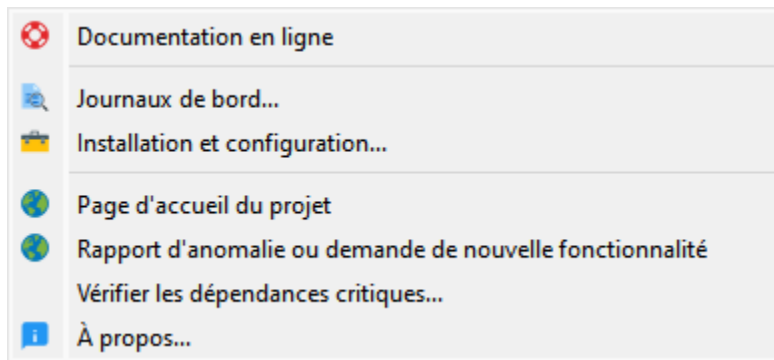 Documentation en ligne
Journaux de bord...
Installation et configuration...
Page d'accueil du projet
Rapport d'anomalie ou demande de nouvelle fonctionnalité
Vérifier les dépendances critiques...
À propos...